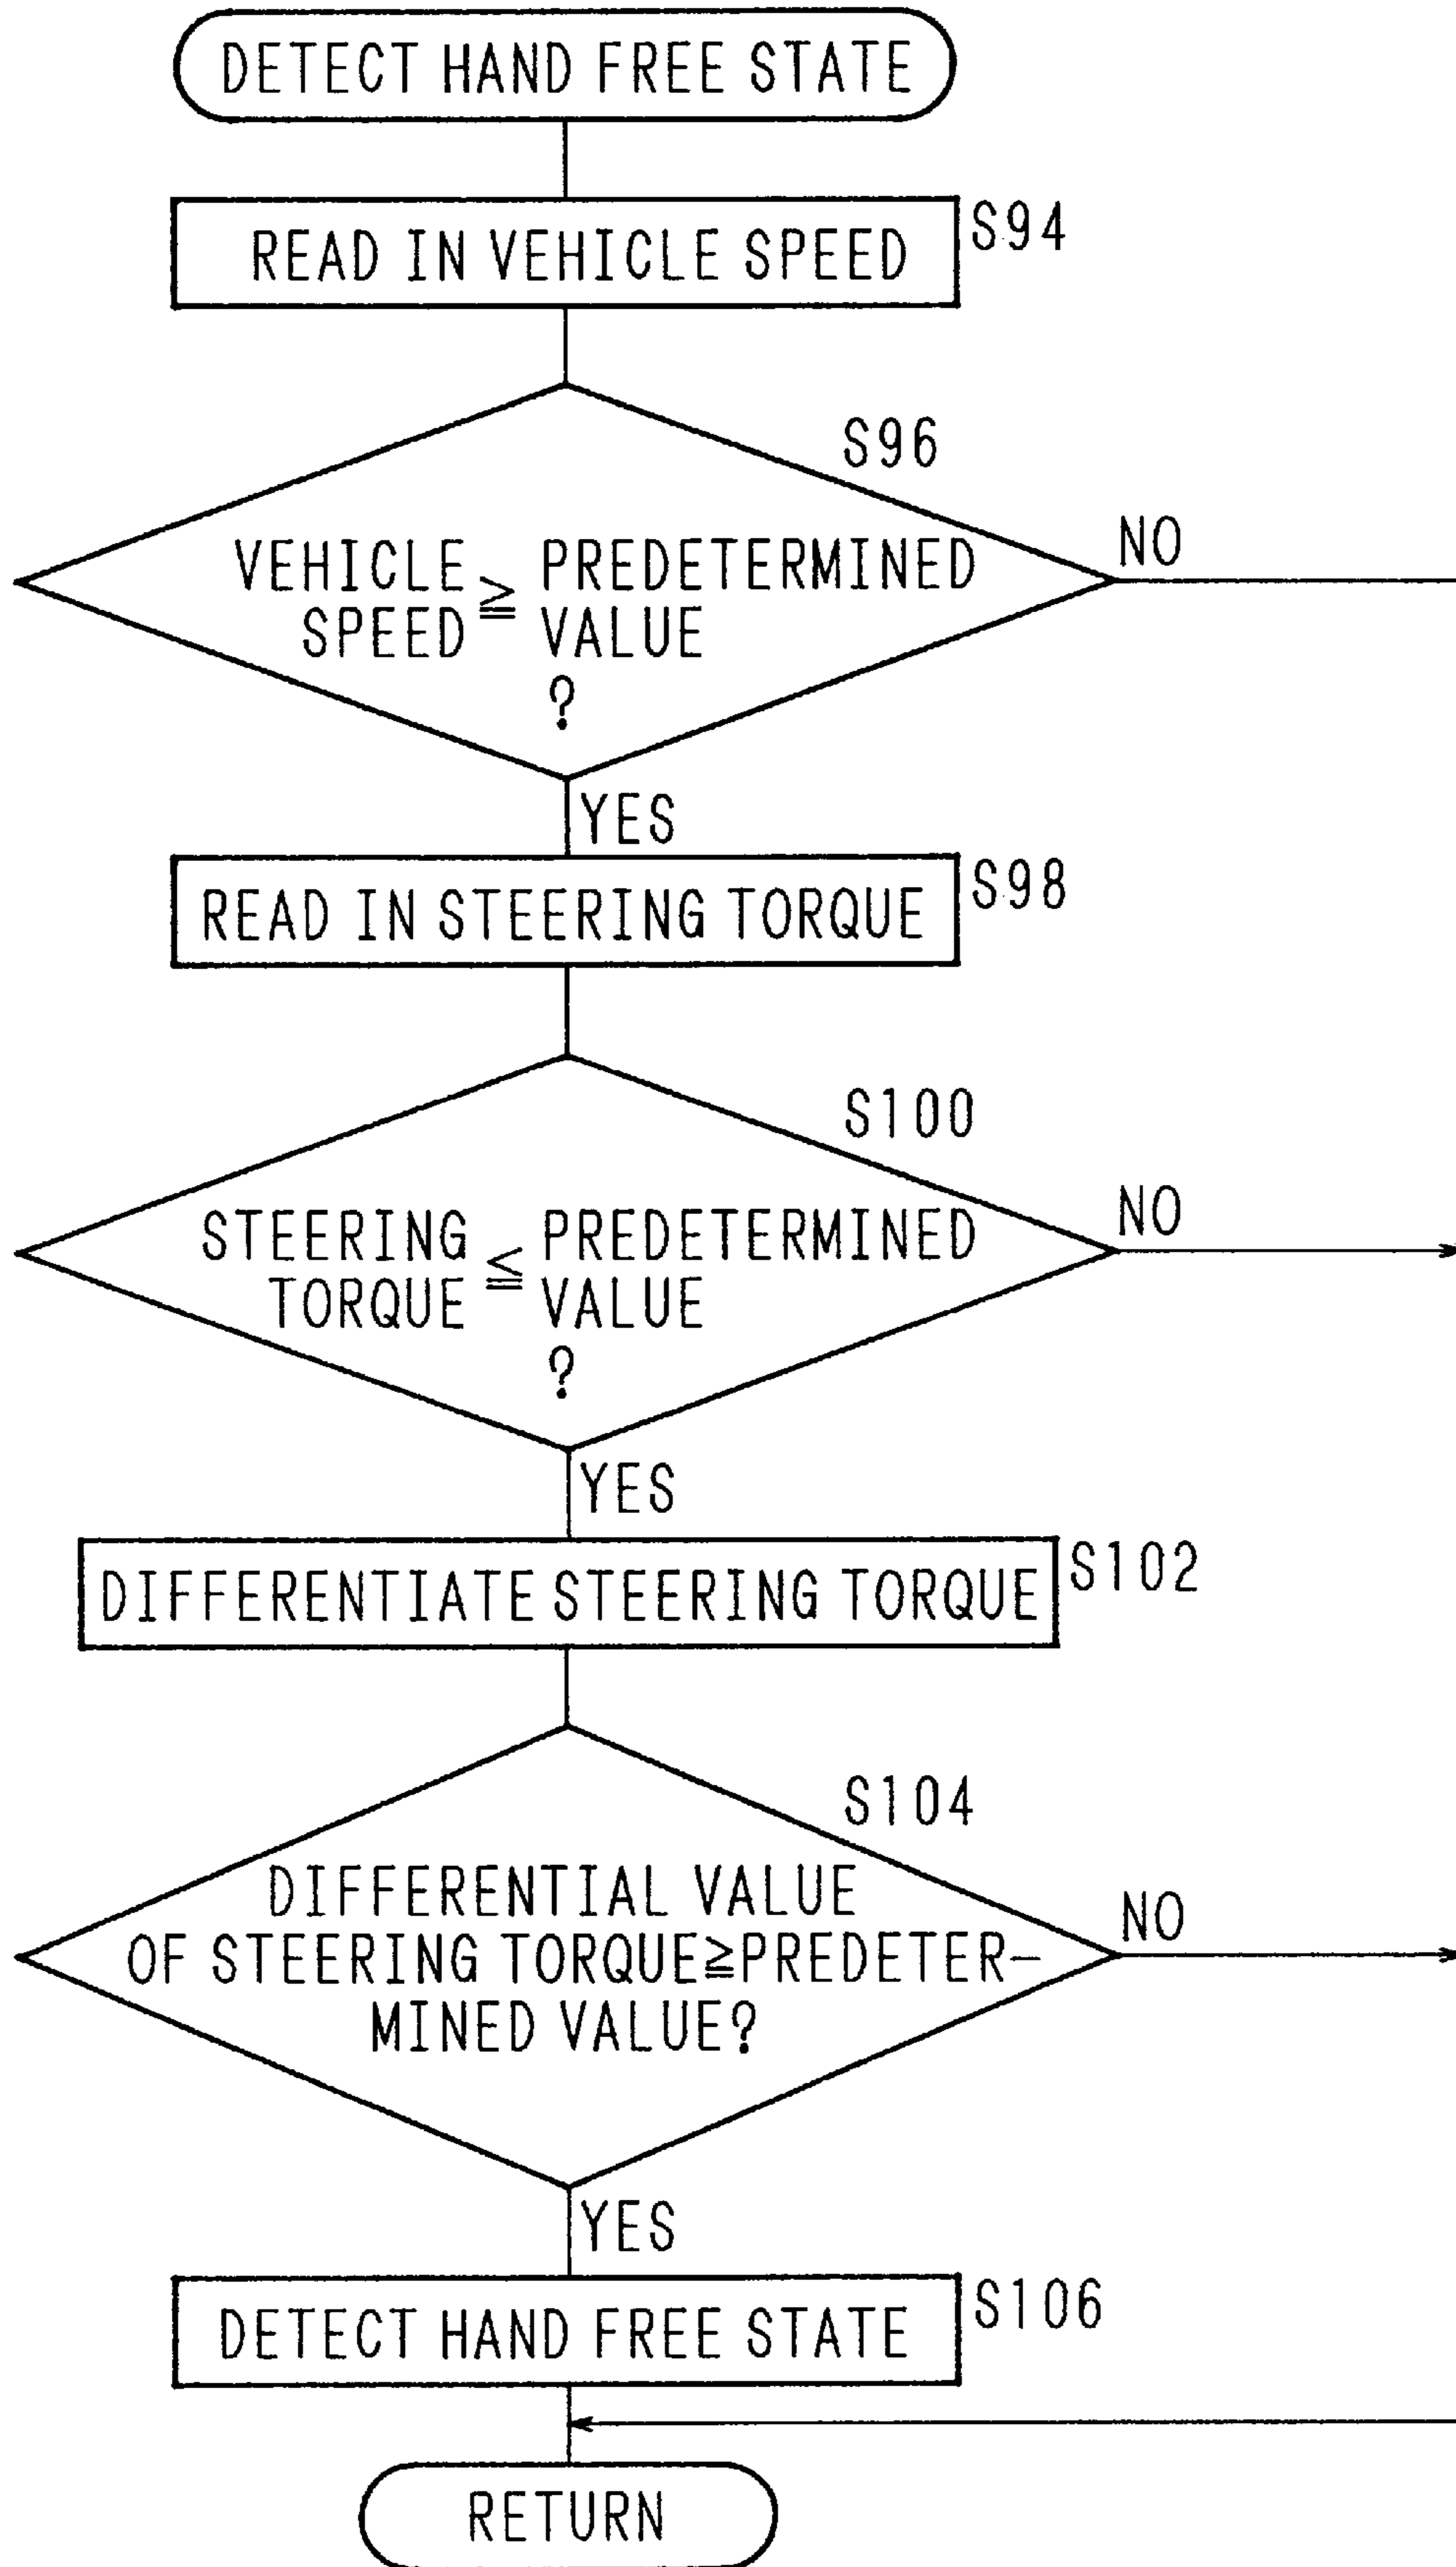 DETECT HAND FREE STATE
READ IN VEHICLE SPEED
S94
S96
VEHICLE SPEED ≧ PREDETERMINED VALUE
?
NO
YES
READ IN STEERING TORQUE
S98
S100
STEERING TORQUE ≦ PREDETERMINED VALUE
?
NO
YES
DIFFERENTIATE STEERING TORQUE
S102
S104
DIFFERENTIAL VALUE
OF STEERING TORQUE≧PREDETER-
MINED VALUE?
NO
YES
DETECT HAND FREE STATE
S106
RETURN